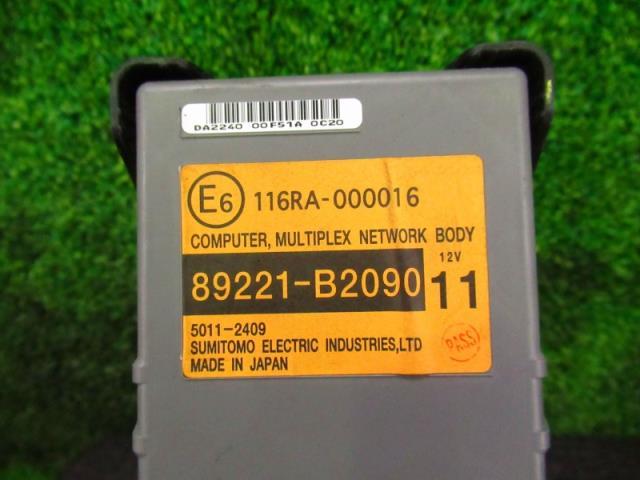 DA2240 00F51A 0C20
E6 116RA-000016
COMPUTER, MULTIPLEX NETWORK BODY
89221-B2090 12V 11
5011-2409
SUMITOMO ELECTRIC INDUSTRIES,LTD
MADE IN JAPAN
PASS